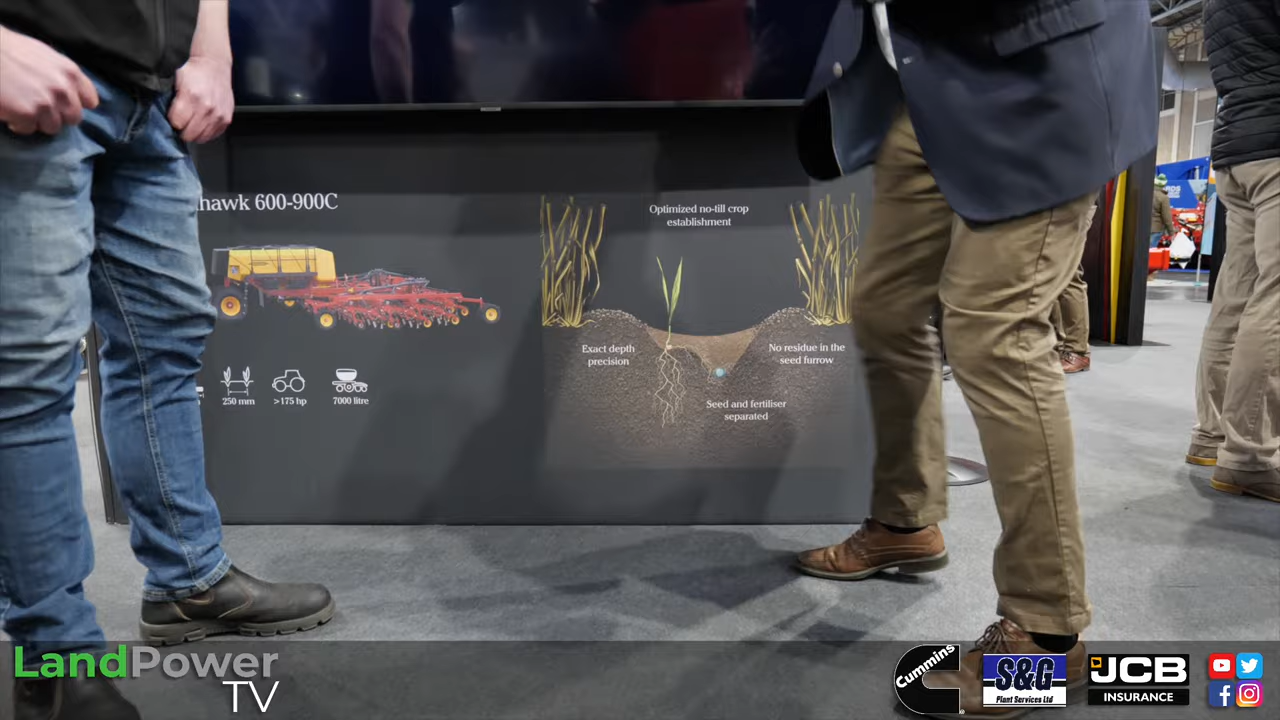 hawk 600-900C
Optimized no-till crop
establishment
Exact depth
precision
No residue in the
seed furrow
Seed and fertiliser
separated
250 mm
>175 hp
7000 litre
LandPower
TV
Cummins
S&G
Plant Services Ltd
JCB
INSURANCE